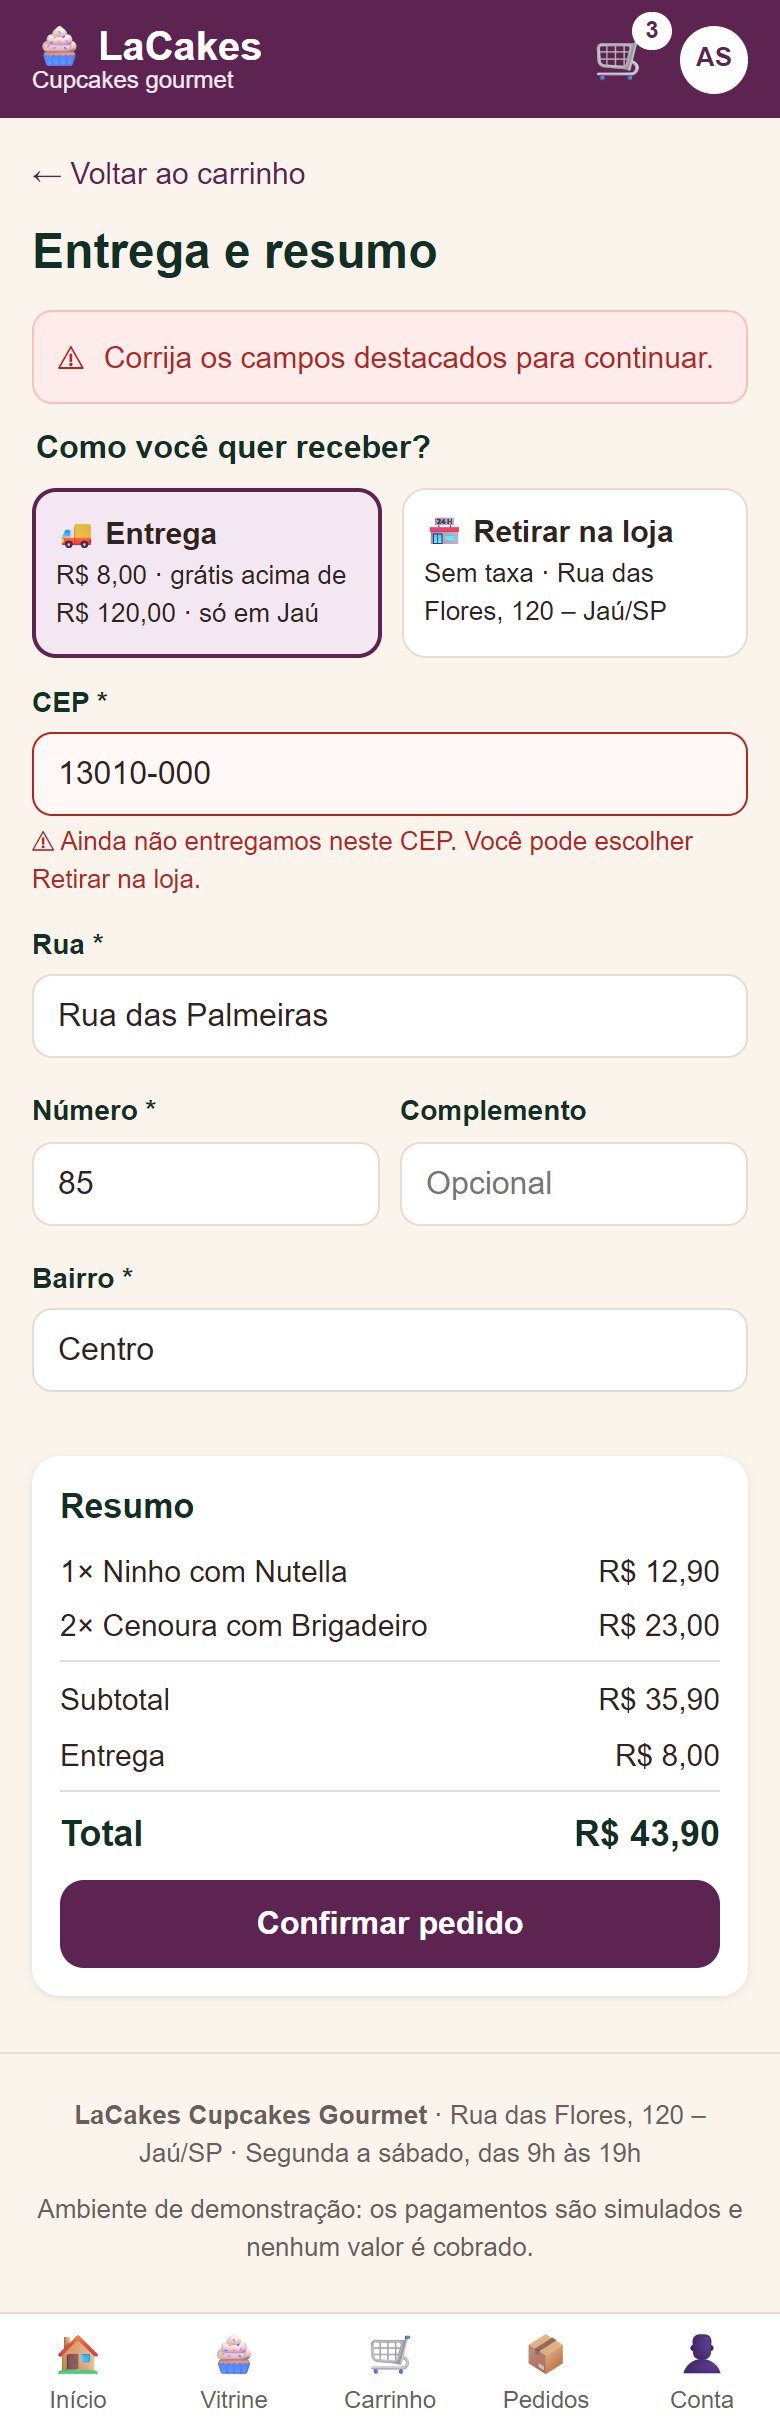 LaCakes
Cupcakes gourmet
3
AS
← Voltar ao carrinho
Entrega e resumo
⚠ Corrija os campos destacados para continuar.
Como você quer receber?
Entrega
R$ 8,00 · grátis acima de
R$ 120,00 · só em Jaú
24H
Retirar na loja
Sem taxa · Rua das
Flores, 120 – Jaú/SP
CEP *
13010-000
⚠ Ainda não entregamos neste CEP. Você pode escolher
Retirar na loja.
Rua *
Rua das Palmeiras
Número *
Complemento
85
Opcional
Bairro *
Centro
Resumo
1× Ninho com Nutella R$ 12,90
2× Cenoura com Brigadeiro R$ 23,00
Subtotal R$ 35,90
Entrega R$ 8,00
Total R$ 43,90
Confirmar pedido
LaCakes Cupcakes Gourmet · Rua das Flores, 120 –
Jaú/SP · Segunda a sábado, das 9h às 19h
Ambiente de demonstração: os pagamentos são simulados e
nenhum valor é cobrado.
Início Vitrine Carrinho Pedidos Conta